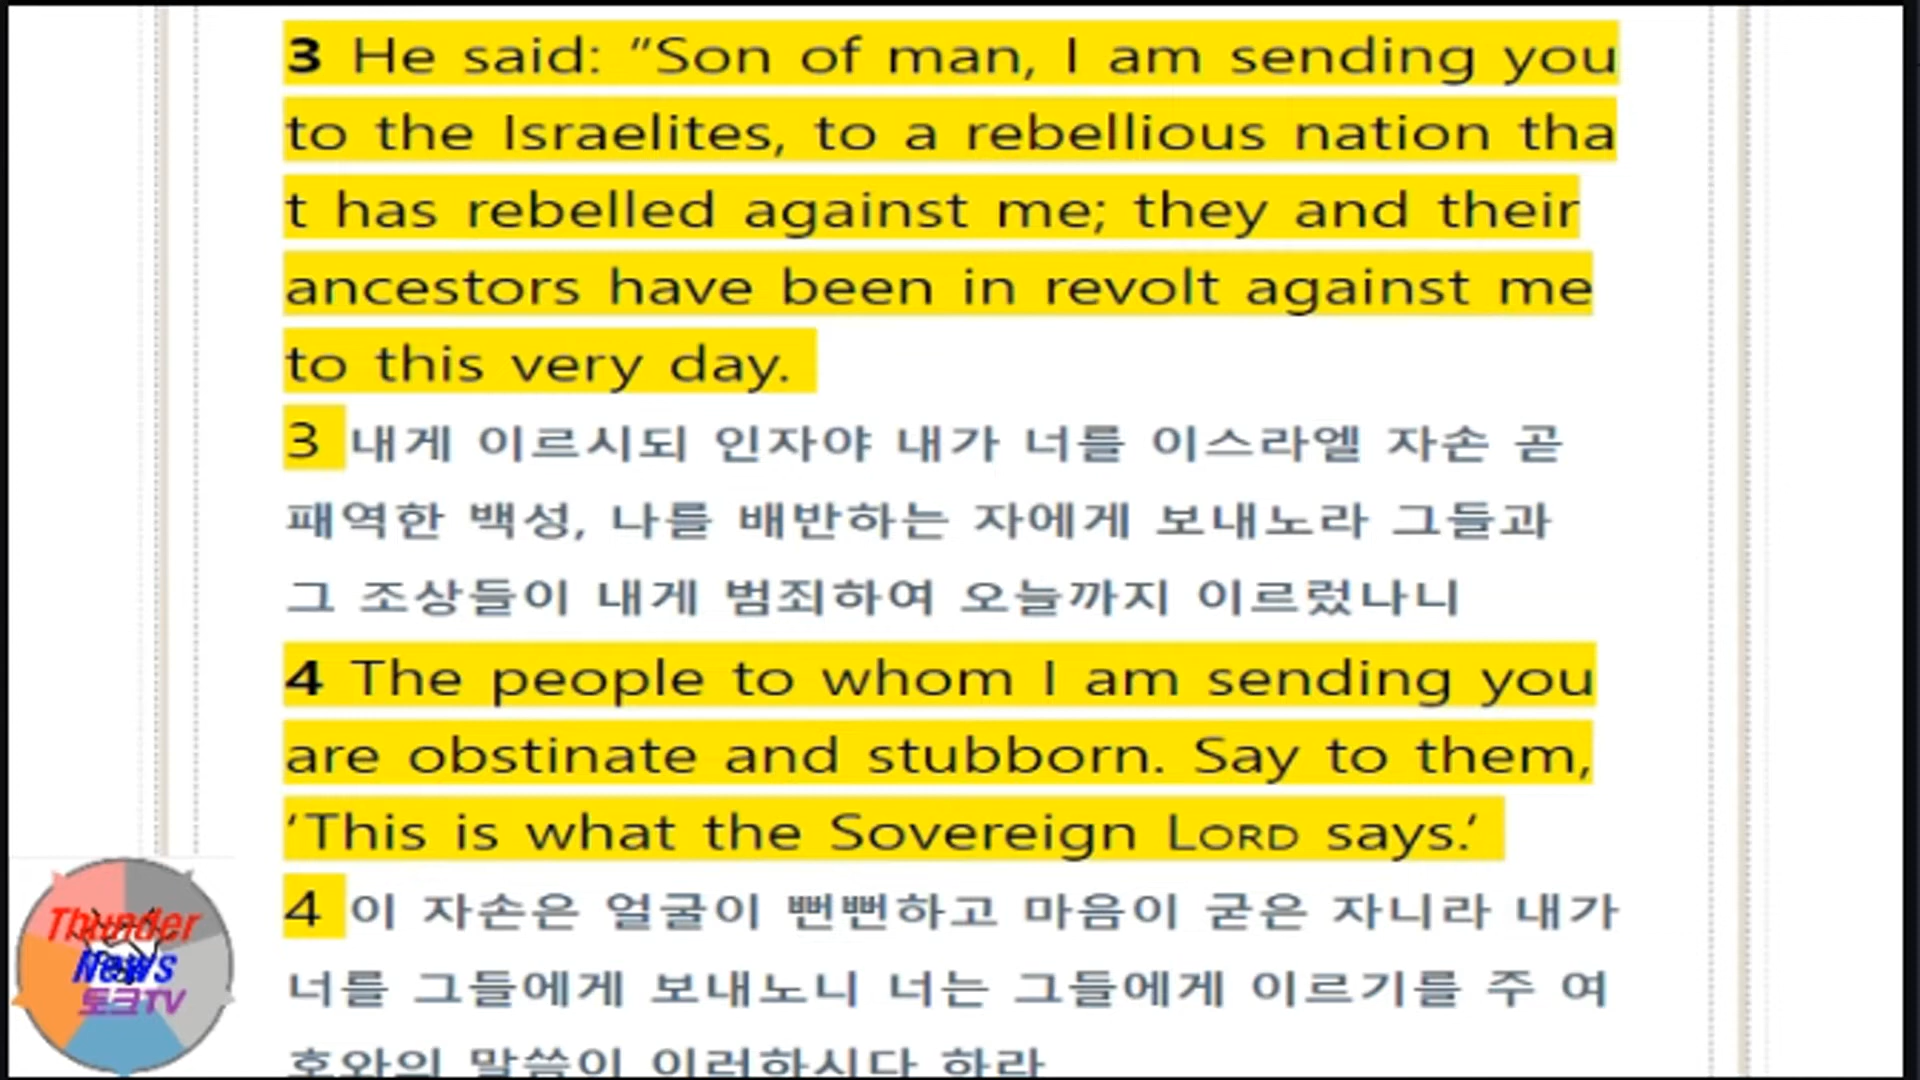 3 He said: "Son of man, I am sending you
to the Israelites, to a rebellious nation tha
t has rebelled against me; they and their
ancestors have been in revolt against me
to this very day.
3 내게 이르시되 인자야 내가 너를 이스라엘 자손 곧
패역한 백성, 나를 배반하는 자에게 보내노라 그들과
그 조상들이 내게 범죄하여 오늘까지 이르렀나니
4 The people to whom I am sending you
are obstinate and stubborn. Say to them,
'This is what the Sovereign LORD says.'
4 이 자손은 얼굴이 뻔뻔하고 마음이 굳은 자니라 내가
너를 그들에게 보내노니 너는 그들에게 이르기를 주 여
호와의 말씀이 이러하시다 하라
Thunder
News
토크TV